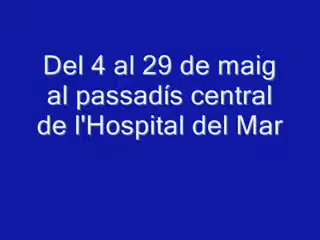 Del 4 al 29 de maig
al passadís central
de l'Hospital del Mar